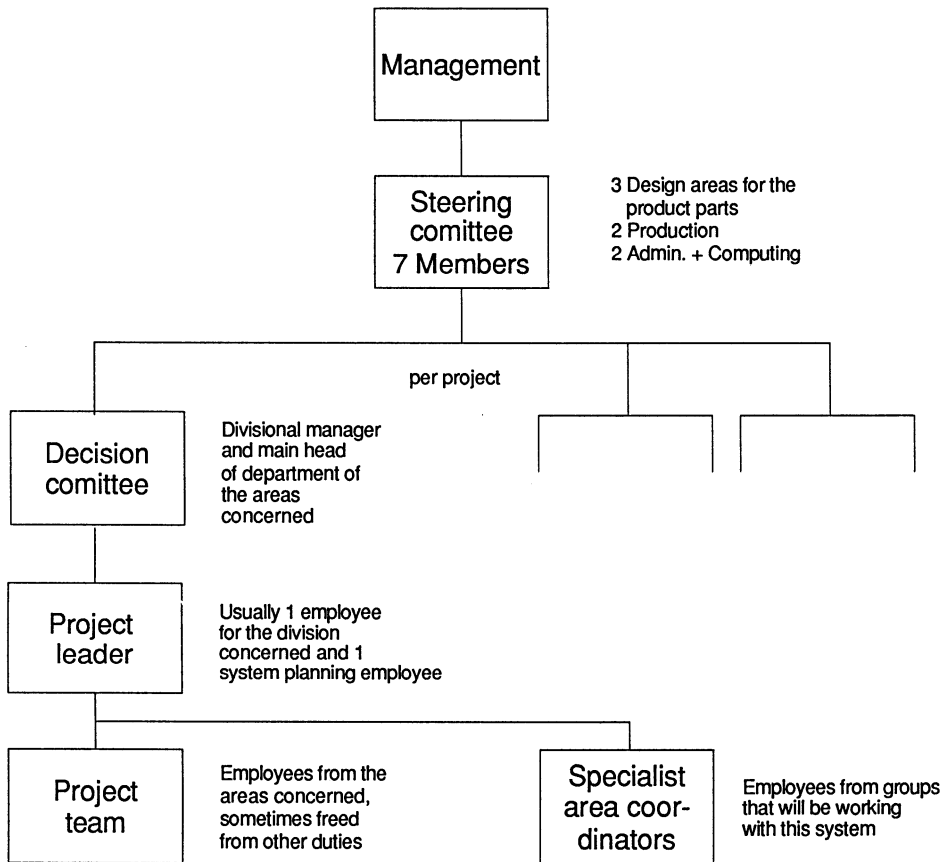 Management
Steering
comittee
7 Members
3 Design areas for the
product parts
2 Production
2 Admin. + Computing
per project
Decision
comittee
Divisional manager
and main head
of department of
the areas
concerned
Project
leader
Usually 1 employee
for the division
concerned and 1
system planning employee
Project
team
Employees from the
areas concerned,
sometimes freed
from other duties
Specialist
area coor-
dinators
Employees from groups
that will be working
with this system